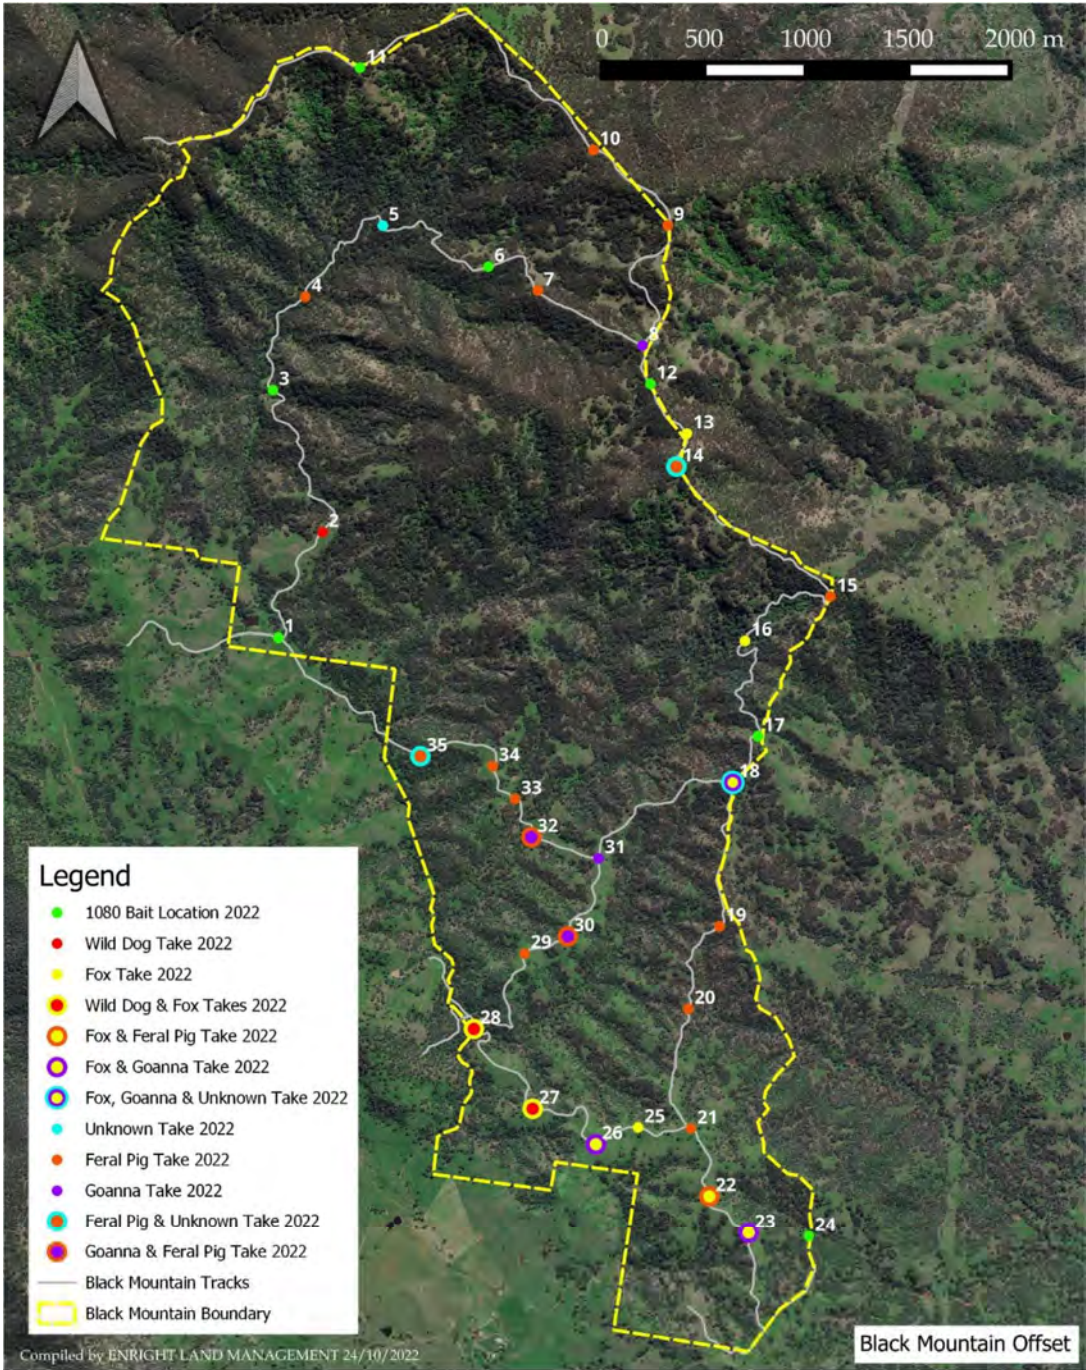 0 500 1000 1500 2000 m
11
10
9
5
6
7
4
8
3
12
13
14
2
15
1
16
17
35
34
18
33
32
31
30
19
29
20
28
27
25
21
26
22
23
24
Legend
1080 Bait Location 2022
Wild Dog Take 2022
Fox Take 2022
Wild Dog & Fox Takes 2022
Fox & Feral Pig Take 2022
Fox & Goanna Take 2022
Fox, Goanna & Unknown Take 2022
Unknown Take 2022
Feral Pig Take 2022
Goanna Take 2022
Feral Pig & Unknown Take 2022
Goanna & Feral Pig Take 2022
Black Mountain Tracks
Black Mountain Boundary
Compiled by ENRIGHT LAND MANAGEMENT 24/10/2022
Black Mountain Offset